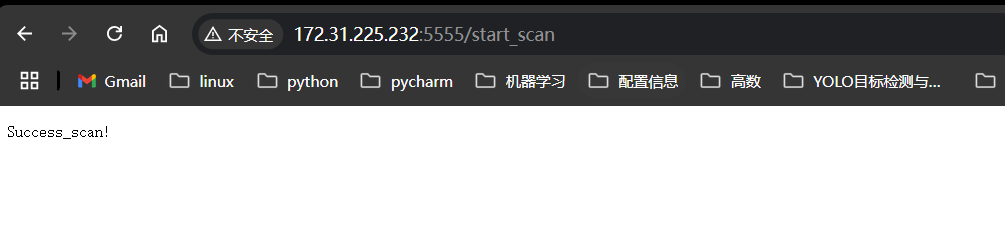 不安全 172.31.225.232:5555/start_scan
Gmail linux python pycharm 机器学习 配置信息 高数 YOLO目标检测与...
Success_scan!